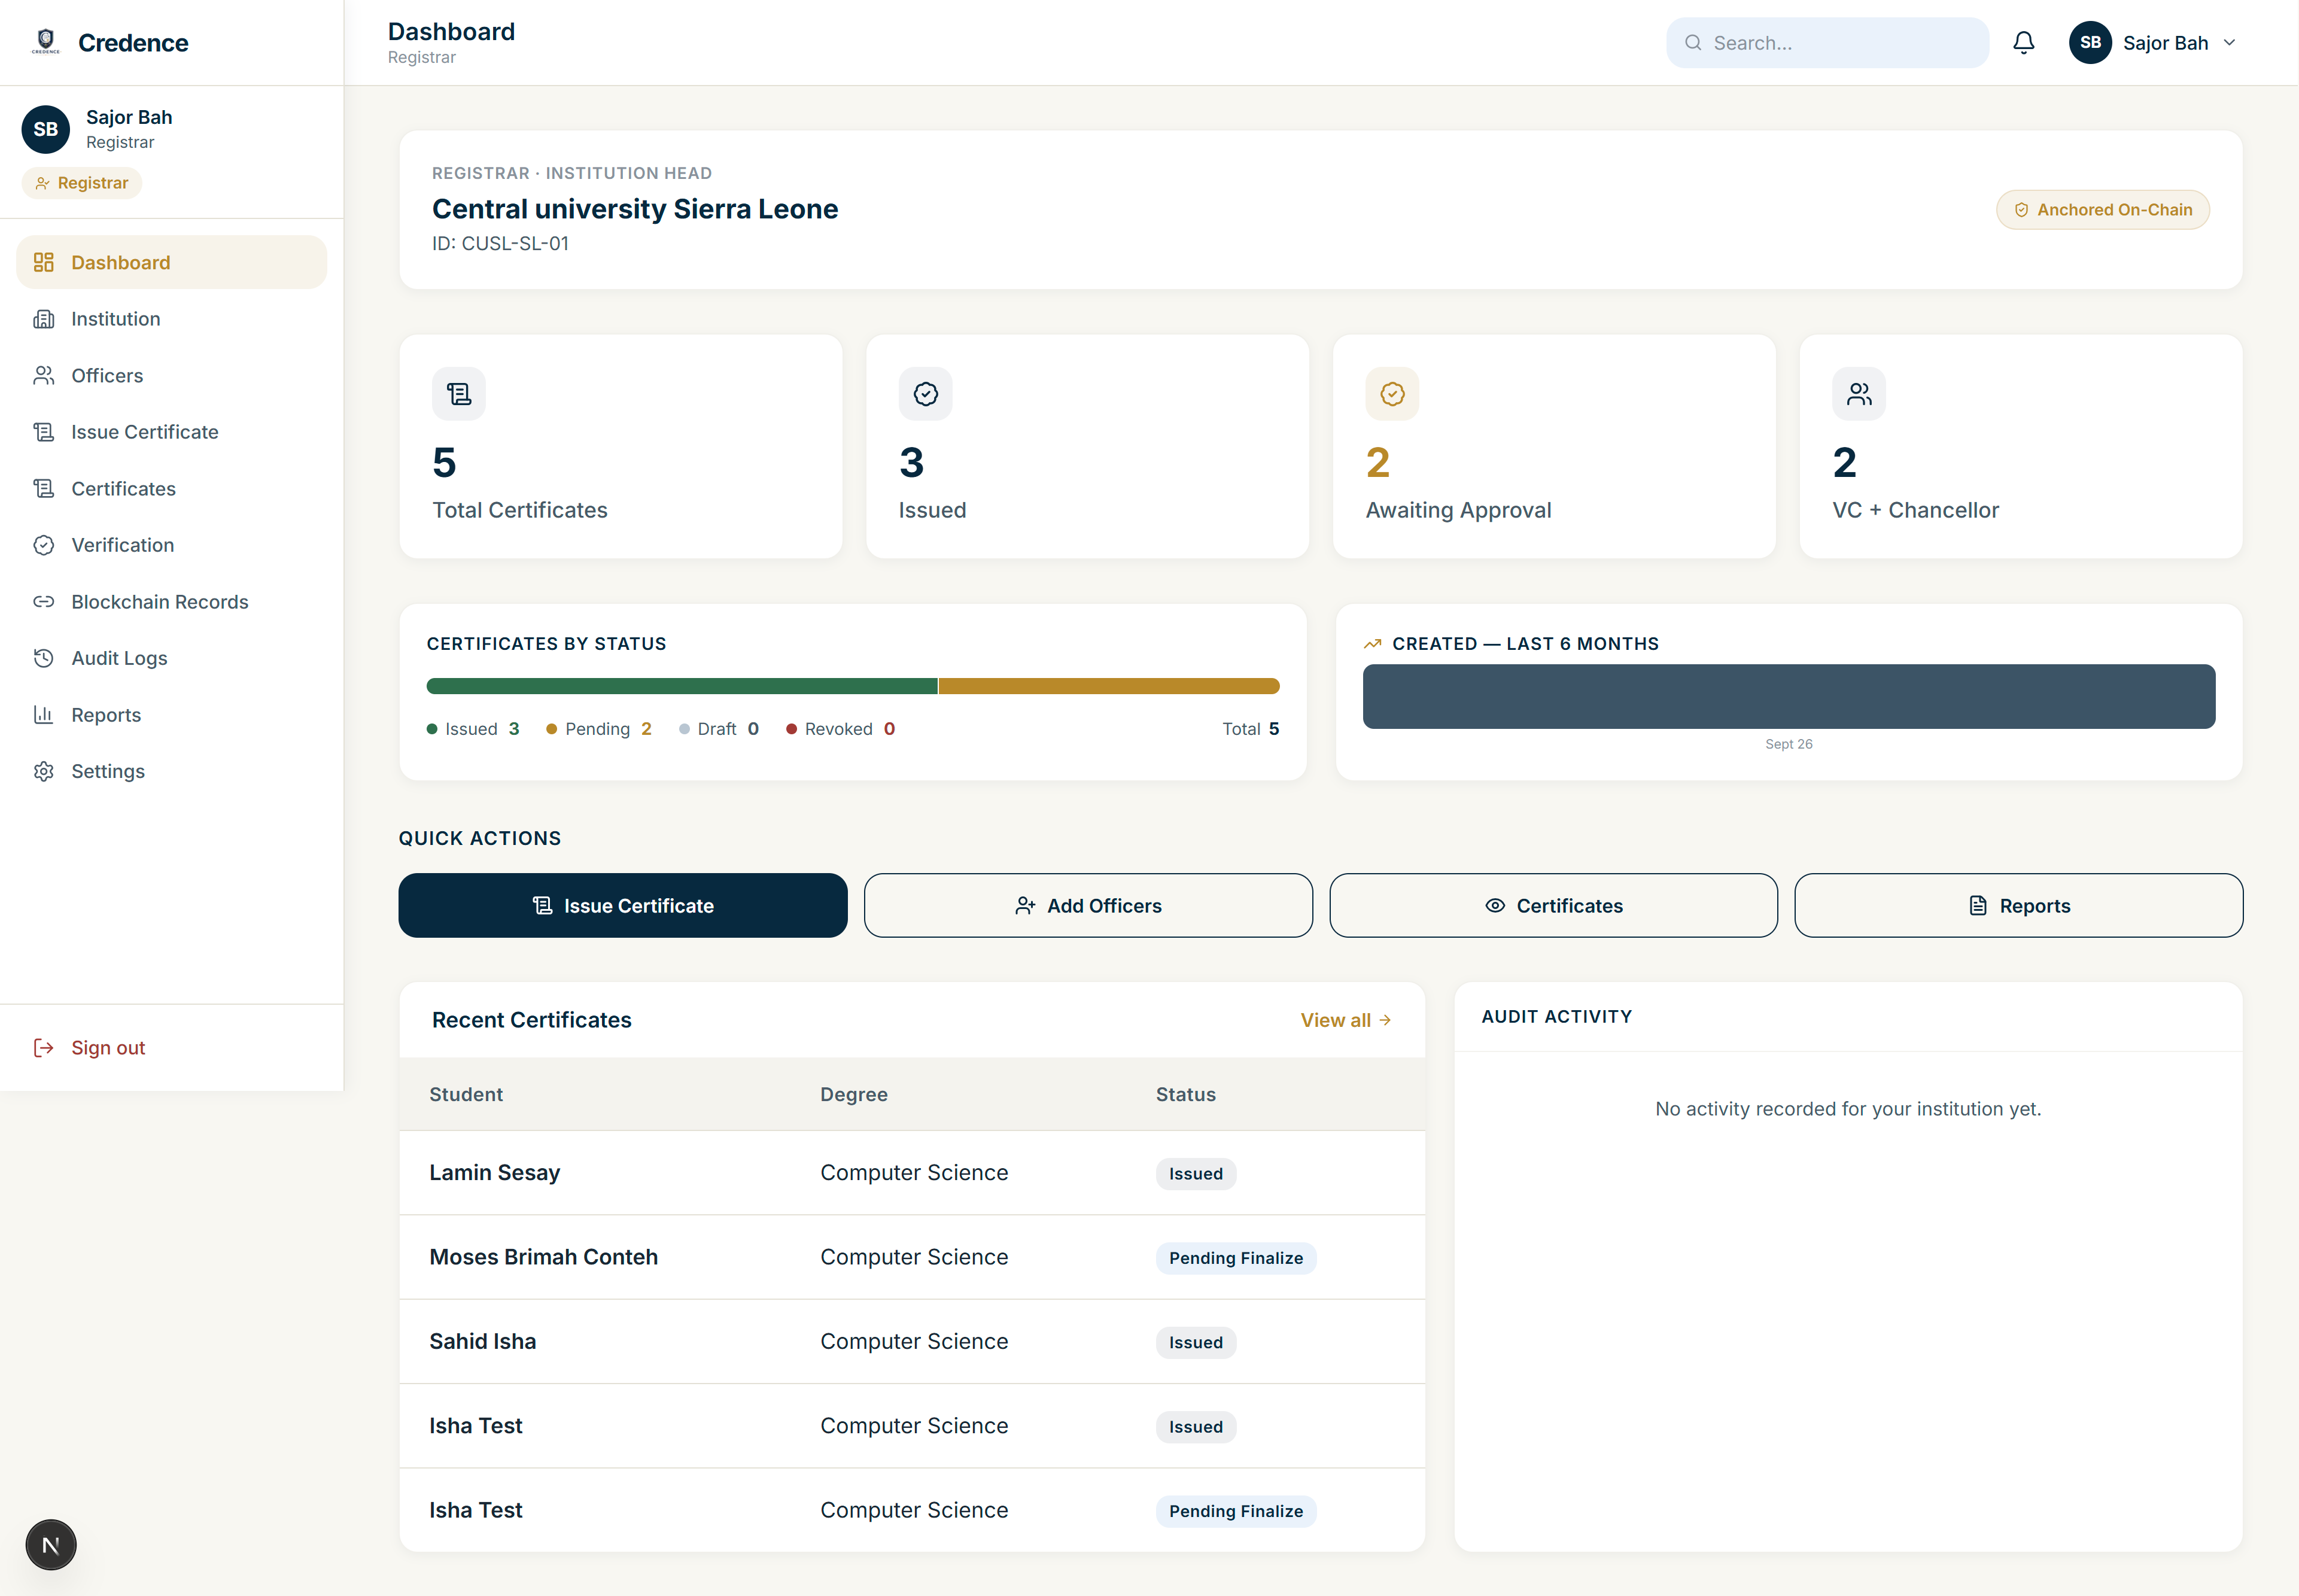 CREDENCE
Credence
Dashboard
Registrar
Search...
SB
Sajor Bah
SB
Sajor Bah
Registrar
Registrar
Dashboard
Institution
Officers
Issue Certificate
Certificates
Verification
Blockchain Records
Audit Logs
Reports
Settings
Sign out
REGISTRAR · INSTITUTION HEAD
Central university Sierra Leone
ID: CUSL-SL-01
Anchored On-Chain
5
Total Certificates
3
Issued
2
Awaiting Approval
2
VC + Chancellor
CERTIFICATES BY STATUS
Issued 3 Pending 2 Draft 0 Revoked 0 Total 5
CREATED — LAST 6 MONTHS
Sept 26
QUICK ACTIONS
Issue Certificate
Add Officers
Certificates
Reports
Recent Certificates
View all →
Student Degree Status
Lamin Sesay Computer Science Issued
Moses Brimah Conteh Computer Science Pending Finalize
Sahid Isha Computer Science Issued
Isha Test Computer Science Issued
Isha Test Computer Science Pending Finalize
AUDIT ACTIVITY
No activity recorded for your institution yet.
N